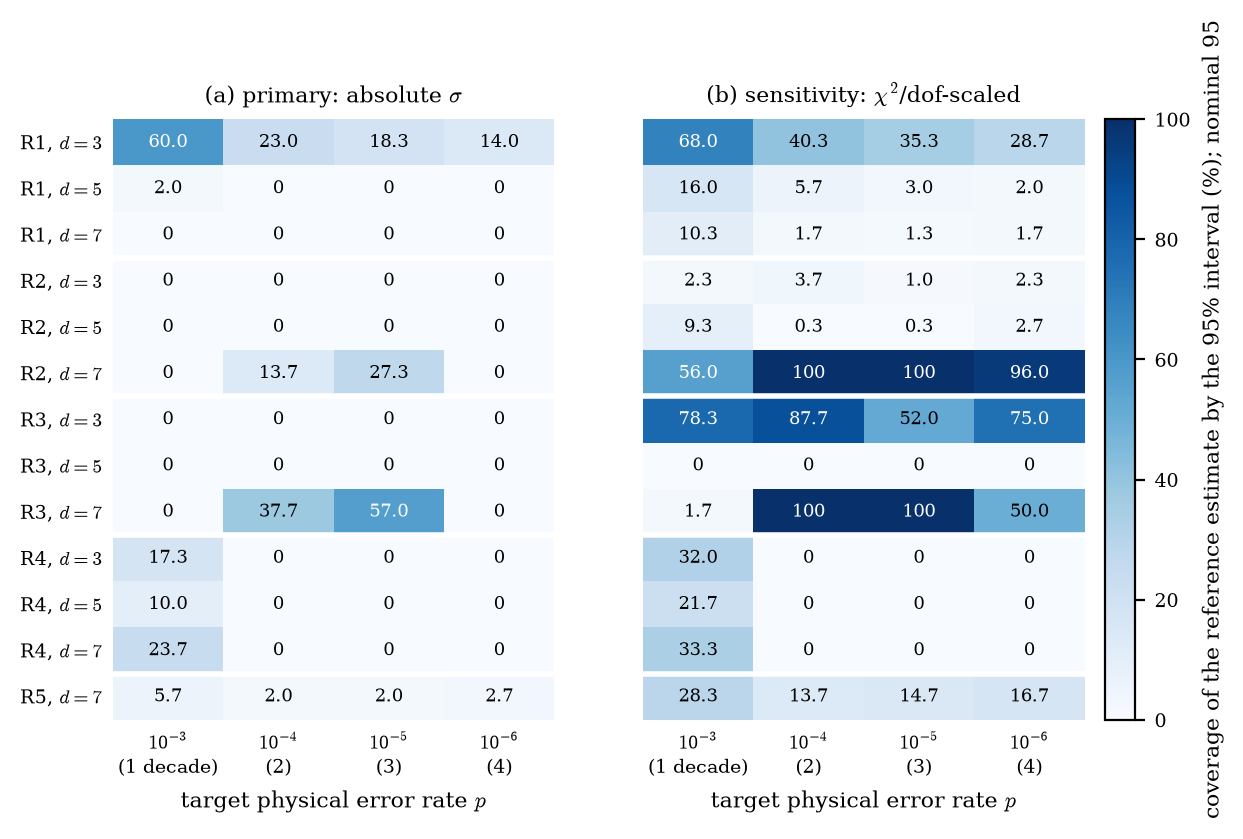 (a) primary: absolute σ
(b) sensitivity: χ²/dof-scaled
R1, d = 3 60.0 23.0 18.3 14.0 68.0 40.3 35.3 28.7
R1, d = 5 2.0 0 0 0 16.0 5.7 3.0 2.0
R1, d = 7 0 0 0 0 10.3 1.7 1.3 1.7
R2, d = 3 0 0 0 0 2.3 3.7 1.0 2.3
R2, d = 5 0 0 0 0 9.3 0.3 0.3 2.7
R2, d = 7 0 13.7 27.3 0 56.0 100 100 96.0
R3, d = 3 0 0 0 0 78.3 87.7 52.0 75.0
R3, d = 5 0 0 0 0 0 0 0 0
R3, d = 7 0 37.7 57.0 0 1.7 100 100 50.0
R4, d = 3 17.3 0 0 0 32.0 0 0 0
R4, d = 5 10.0 0 0 0 21.7 0 0 0
R4, d = 7 23.7 0 0 0 33.3 0 0 0
R5, d = 7 5.7 2.0 2.0 2.7 28.3 13.7 14.7 16.7
10⁻³ 10⁻⁴ 10⁻⁵ 10⁻⁶ 10⁻³ 10⁻⁴ 10⁻⁵ 10⁻⁶
(1 decade) (2) (3) (4) (1 decade) (2) (3) (4)
target physical error rate p
target physical error rate p
100
80
60
40
20
0
coverage of the reference estimate by the 95% interval (%); nominal 95